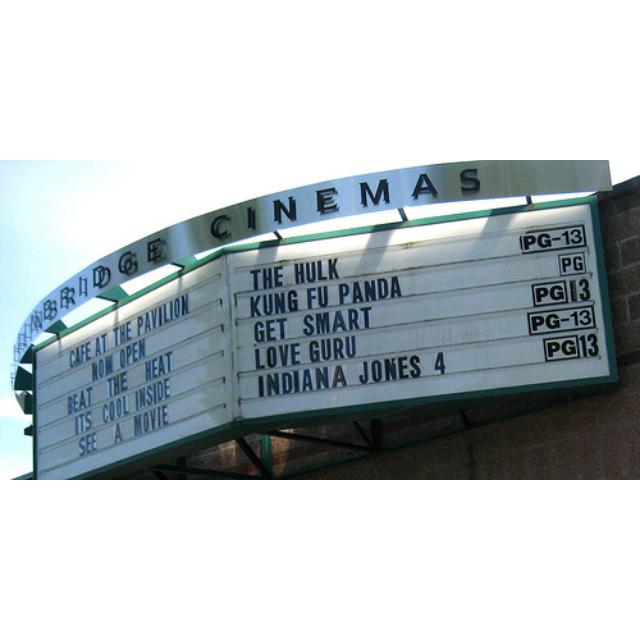 BRIDGE CINEMAS
CAFE AT THE PAVILION
NOW OPEN
BEAT THE HEAT
ITS COOL INSIDE
SEE A MOVIE
THE HULK PG-13
KUNG FU PANDA PG
GET SMART PG13
LOVE GURU PG-13
INDIANA JONES 4 PG13